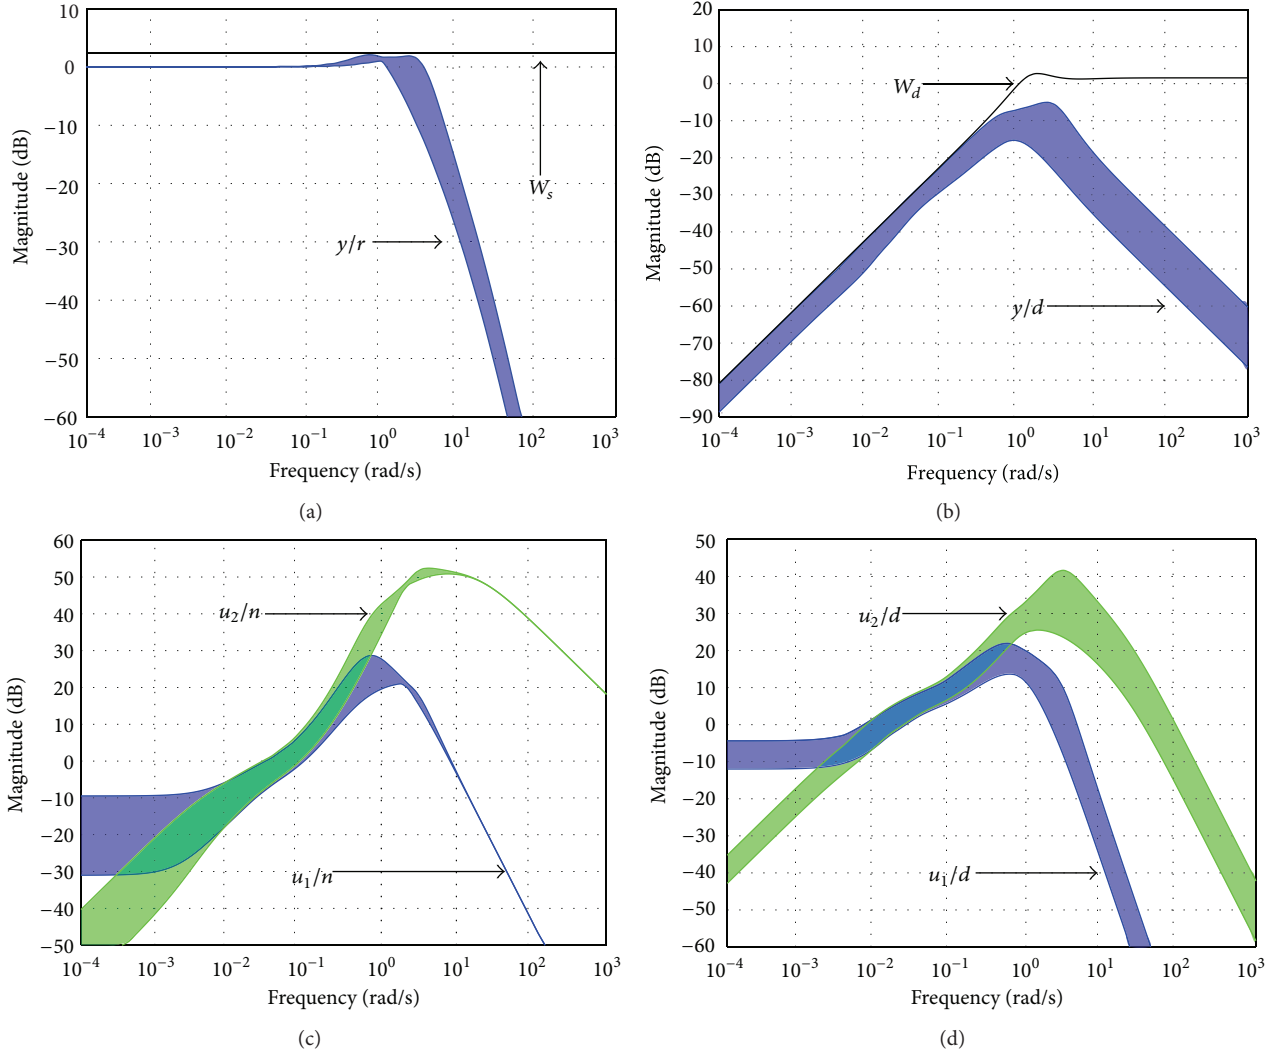 10
0
−10
−20
−30
−40
−50
−60
Magnitude (dB)
y/r
W_s
10^−4 10^−3 10^−2 10^−1 10^0 10^1 10^2 10^3
Frequency (rad/s)
(a)
20
10
0
−10
−20
−30
−40
−50
−60
−70
−80
−90
Magnitude (dB)
W_d
y/d
10^−4 10^−3 10^−2 10^−1 10^0 10^1 10^2 10^3
Frequency (rad/s)
(b)
60
50
40
30
20
10
0
−10
−20
−30
−40
−50
Magnitude (dB)
u_2/n
u_1/n
10^−4 10^−3 10^−2 10^−1 10^0 10^1 10^2 10^3
Frequency (rad/s)
(c)
50
40
30
20
10
0
−10
−20
−30
−40
−50
−60
Magnitude (dB)
u_2/d
u_1/d
10^−4 10^−3 10^−2 10^−1 10^0 10^1 10^2 10^3
Frequency (rad/s)
(d)